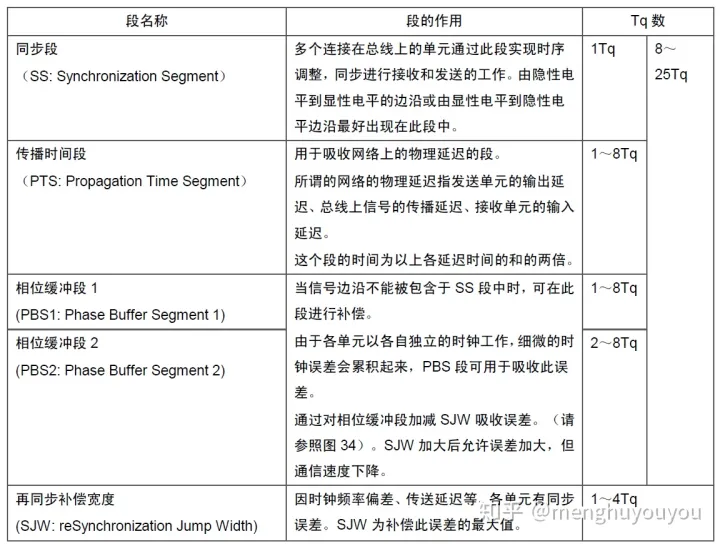 段名称 段的作用 Tq 数
同步段
（SS: Synchronization Segment）
多个连接在总线上的单元通过此段实现时序
调整，同步进行接收和发送的工作。由隐性电
平到显性电平的边沿或由显性电平到隐性电
平边沿最好出现在此段中。
1Tq
8～
25Tq
传播时间段
（PTS: Propagation Time Segment）
用于吸收网络上的物理延迟的段。
所谓的网络的物理延迟指发送单元的输出延
迟、总线上信号的传播延迟、接收单元的输入
延迟。
这个段的时间为以上各延迟时间的和的两倍。
1～8Tq
相位缓冲段 1
(PBS1: Phase Buffer Segment 1)
当信号边沿不能被包含于 SS 段中时，可在此
段进行补偿。
1～8Tq
相位缓冲段 2
(PBS2: Phase Buffer Segment 2)
由于各单元以各自独立的时钟工作，细微的时
钟误差会累积起来，PBS 段可用于吸收此误
差。
通过对相位缓冲段加减 SJW 吸收误差。（请
参照图 34）。SJW 加大后允许误差加大，但
通信速度下降。
2～8Tq
再同步补偿宽度
(SJW: reSynchronization Jump Width)
因时钟频率偏差、传送延迟等，各单元有同步
误差。SJW 为补偿此误差的最大值。
1～4Tq
知乎 @menghuyouyou